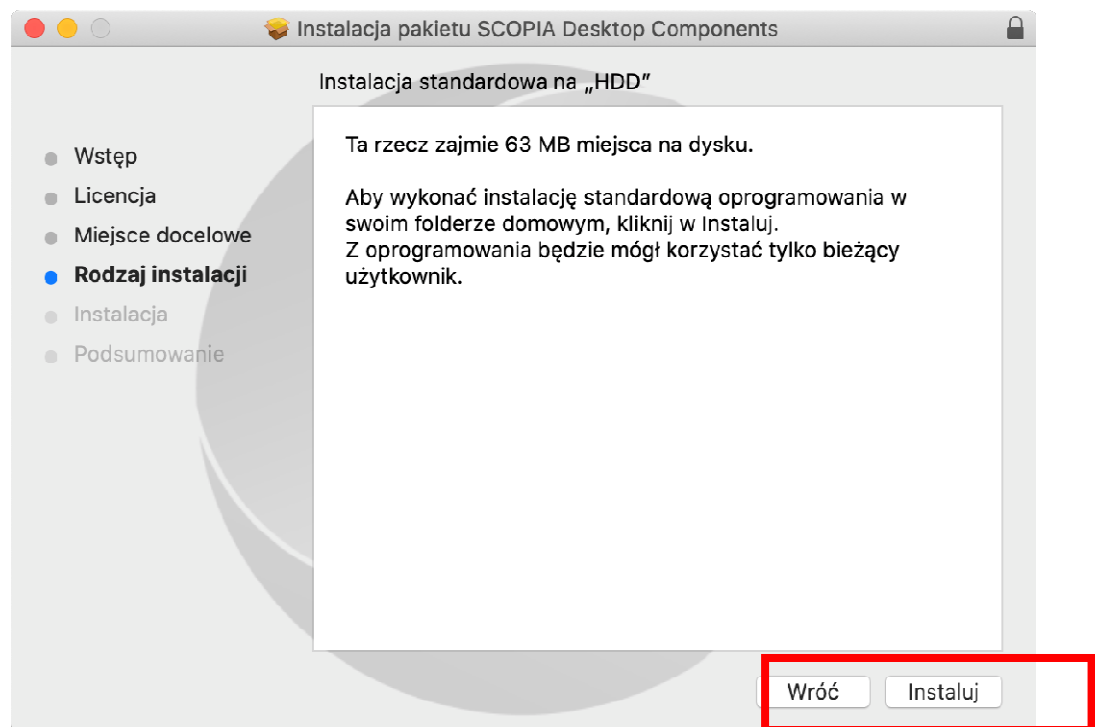 Instalacja pakietu SCOPIA Desktop Components
Instalacja standardowa na „HDD”
Wstęp
Licencja
Miejsce docelowe
Rodzaj instalacji
Instalacja
Podsumowanie
Ta rzecz zajmie 63 MB miejsca na dysku.
Aby wykonać instalację standardową oprogramowania w
swoim folderze domowym, kliknij w Instaluj.
Z oprogramowania będzie mógł korzystać tylko bieżący
użytkownik.
Wróć
Instaluj